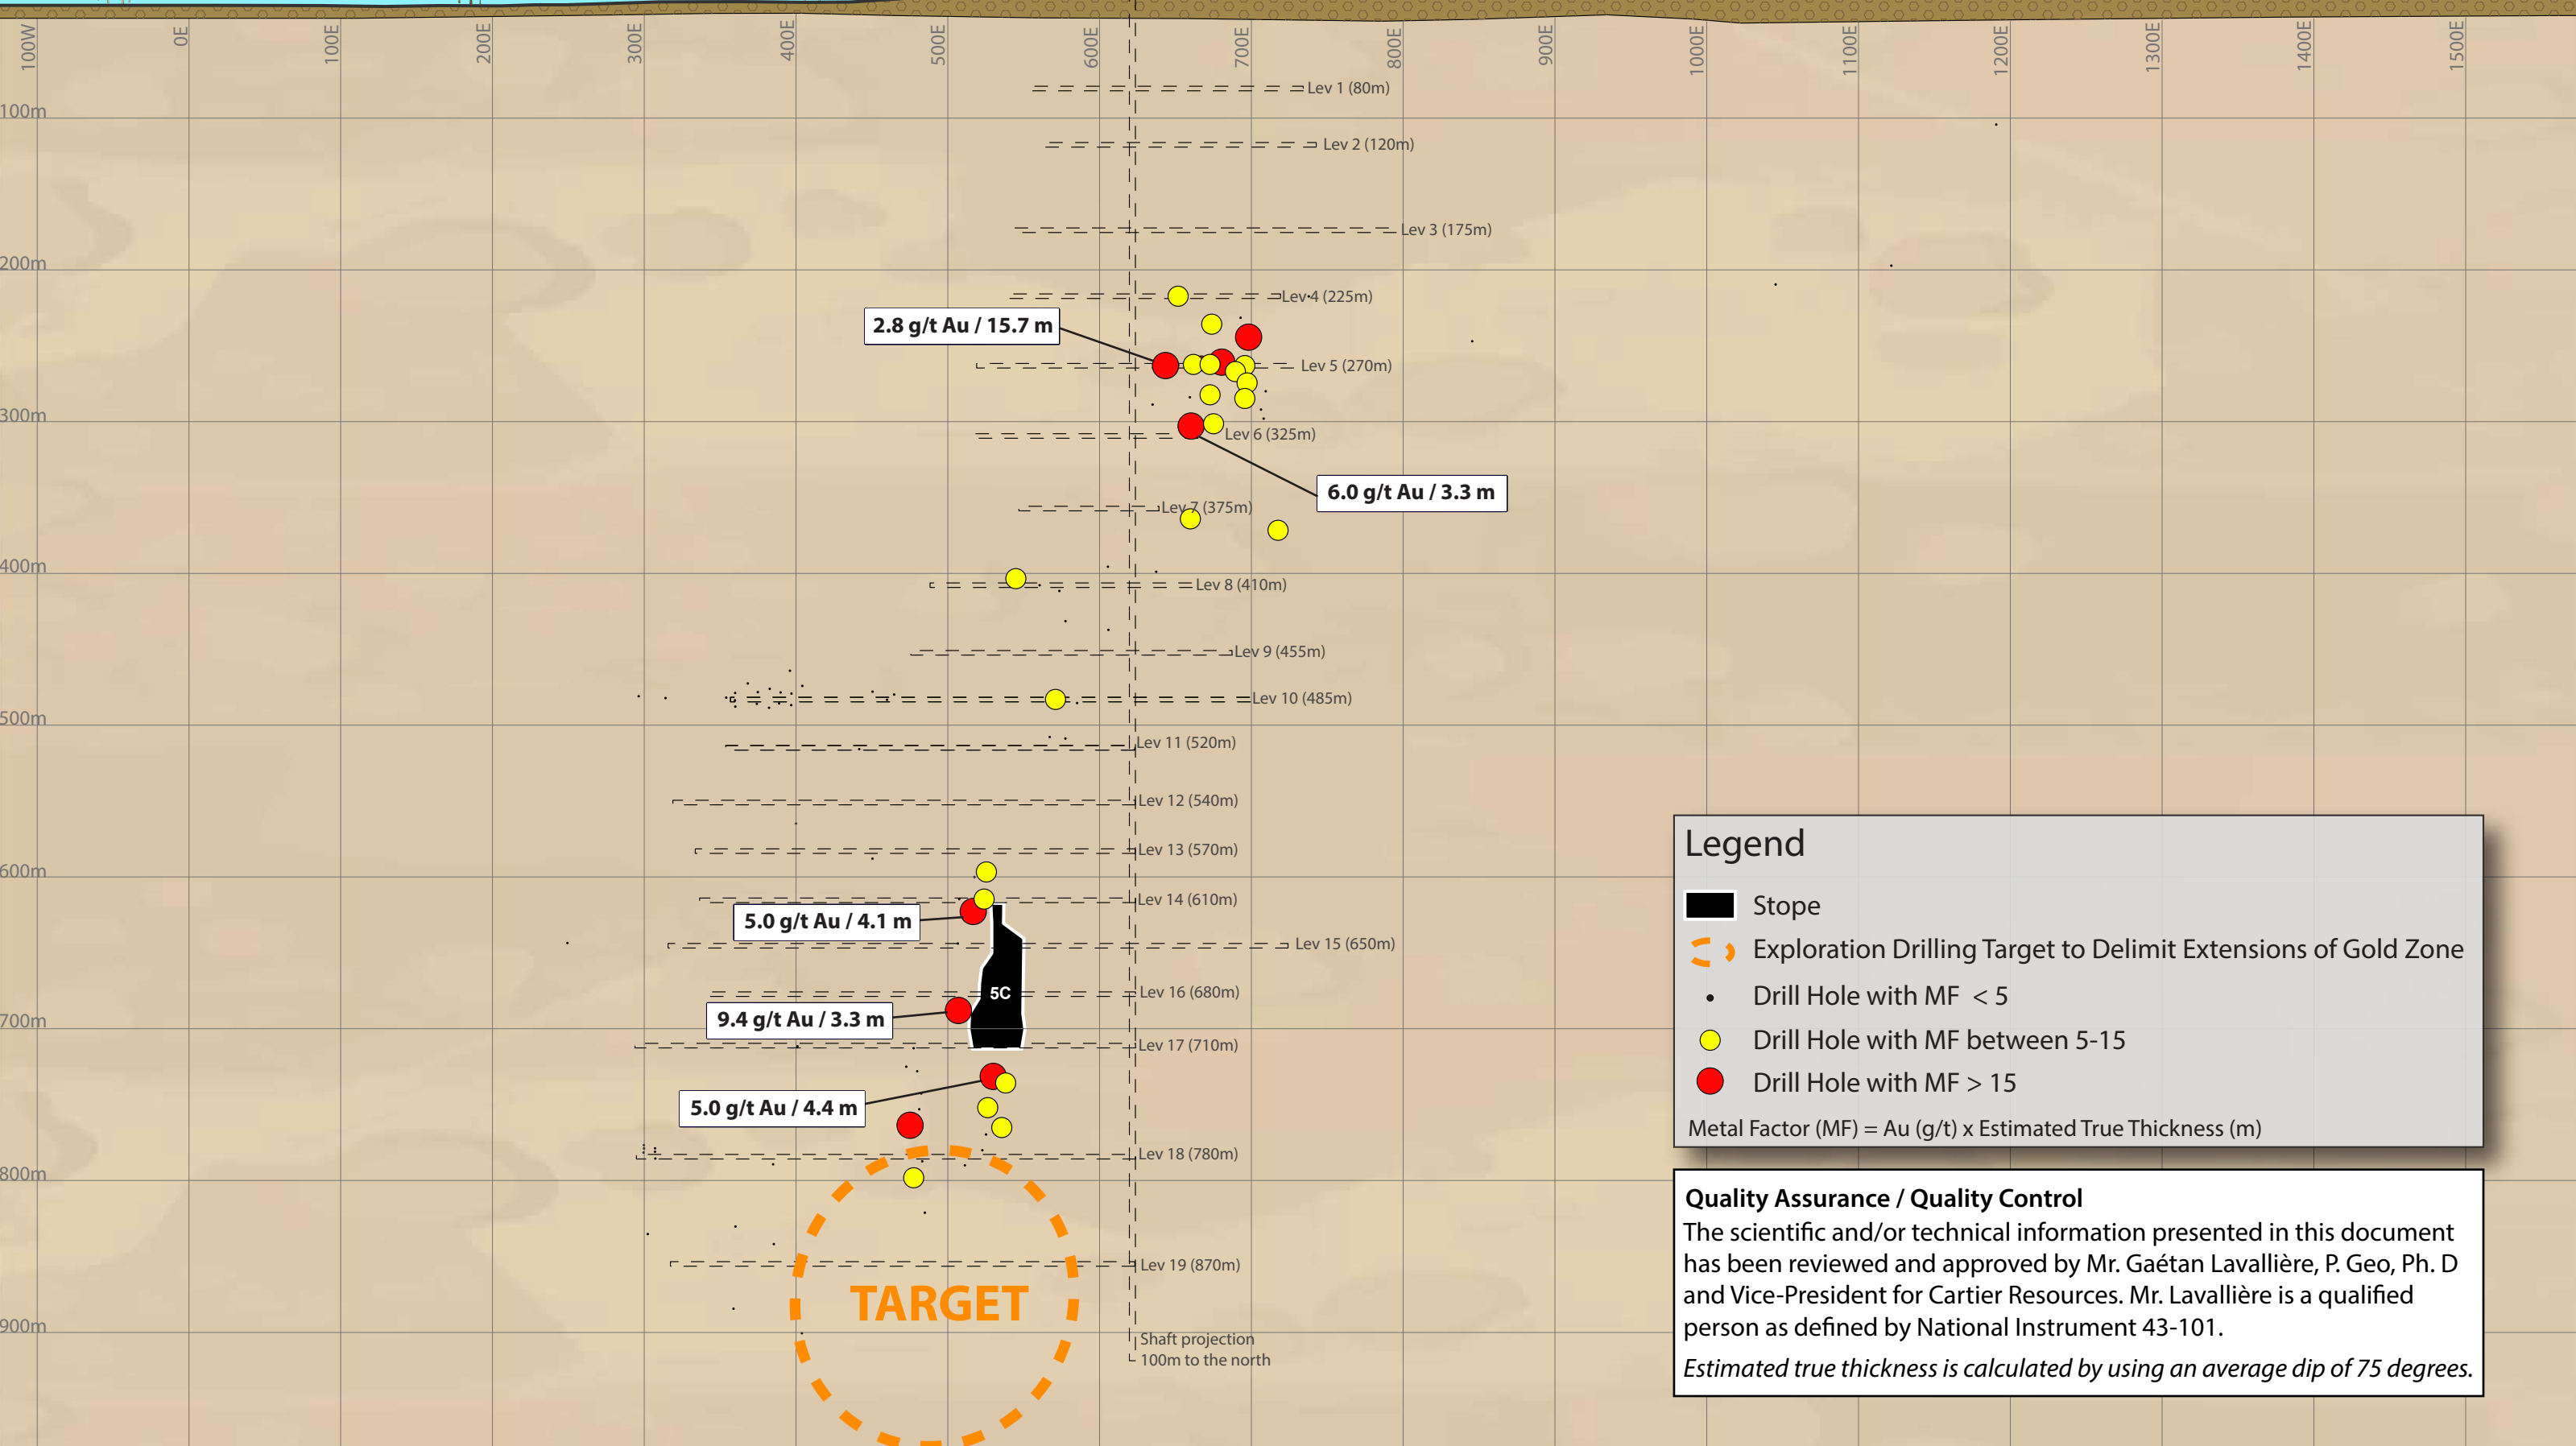 100W
0E
100E
200E
300E
400E
500E
600E
700E
800E
900E
1000E
1100E
1200E
1300E
1400E
1500E
Lev 1 (80m)
100m
Lev 2 (120m)
Lev 3 (175m)
200m
Lev 4 (225m)
2.8 g/t Au / 15.7 m
Lev 5 (270m)
300m
Lev 6 (325m)
6.0 g/t Au / 3.3 m
Lev 7 (375m)
400m
Lev 8 (410m)
Lev 9 (455m)
Lev 10 (485m)
500m
Lev 11 (520m)
Lev 12 (540m)
Lev 13 (570m)
600m
Lev 14 (610m)
5.0 g/t Au / 4.1 m
Lev 15 (650m)
5C
Lev 16 (680m)
9.4 g/t Au / 3.3 m
700m
Lev 17 (710m)
5.0 g/t Au / 4.4 m
Lev 18 (780m)
800m
Lev 19 (870m)
TARGET
900m
Shaft projection
100m to the north
Legend
Stope
Exploration Drilling Target to Delimit Extensions of Gold Zone
Drill Hole with MF < 5
Drill Hole with MF between 5-15
Drill Hole with MF > 15
Metal Factor (MF) = Au (g/t) x Estimated True Thickness (m)
Quality Assurance / Quality Control
The scientific and/or technical information presented in this document
has been reviewed and approved by Mr. Gaétan Lavallière, P. Geo, Ph. D
and Vice-President for Cartier Resources. Mr. Lavallière is a qualified
person as defined by National Instrument 43-101.
Estimated true thickness is calculated by using an average dip of 75 degrees.